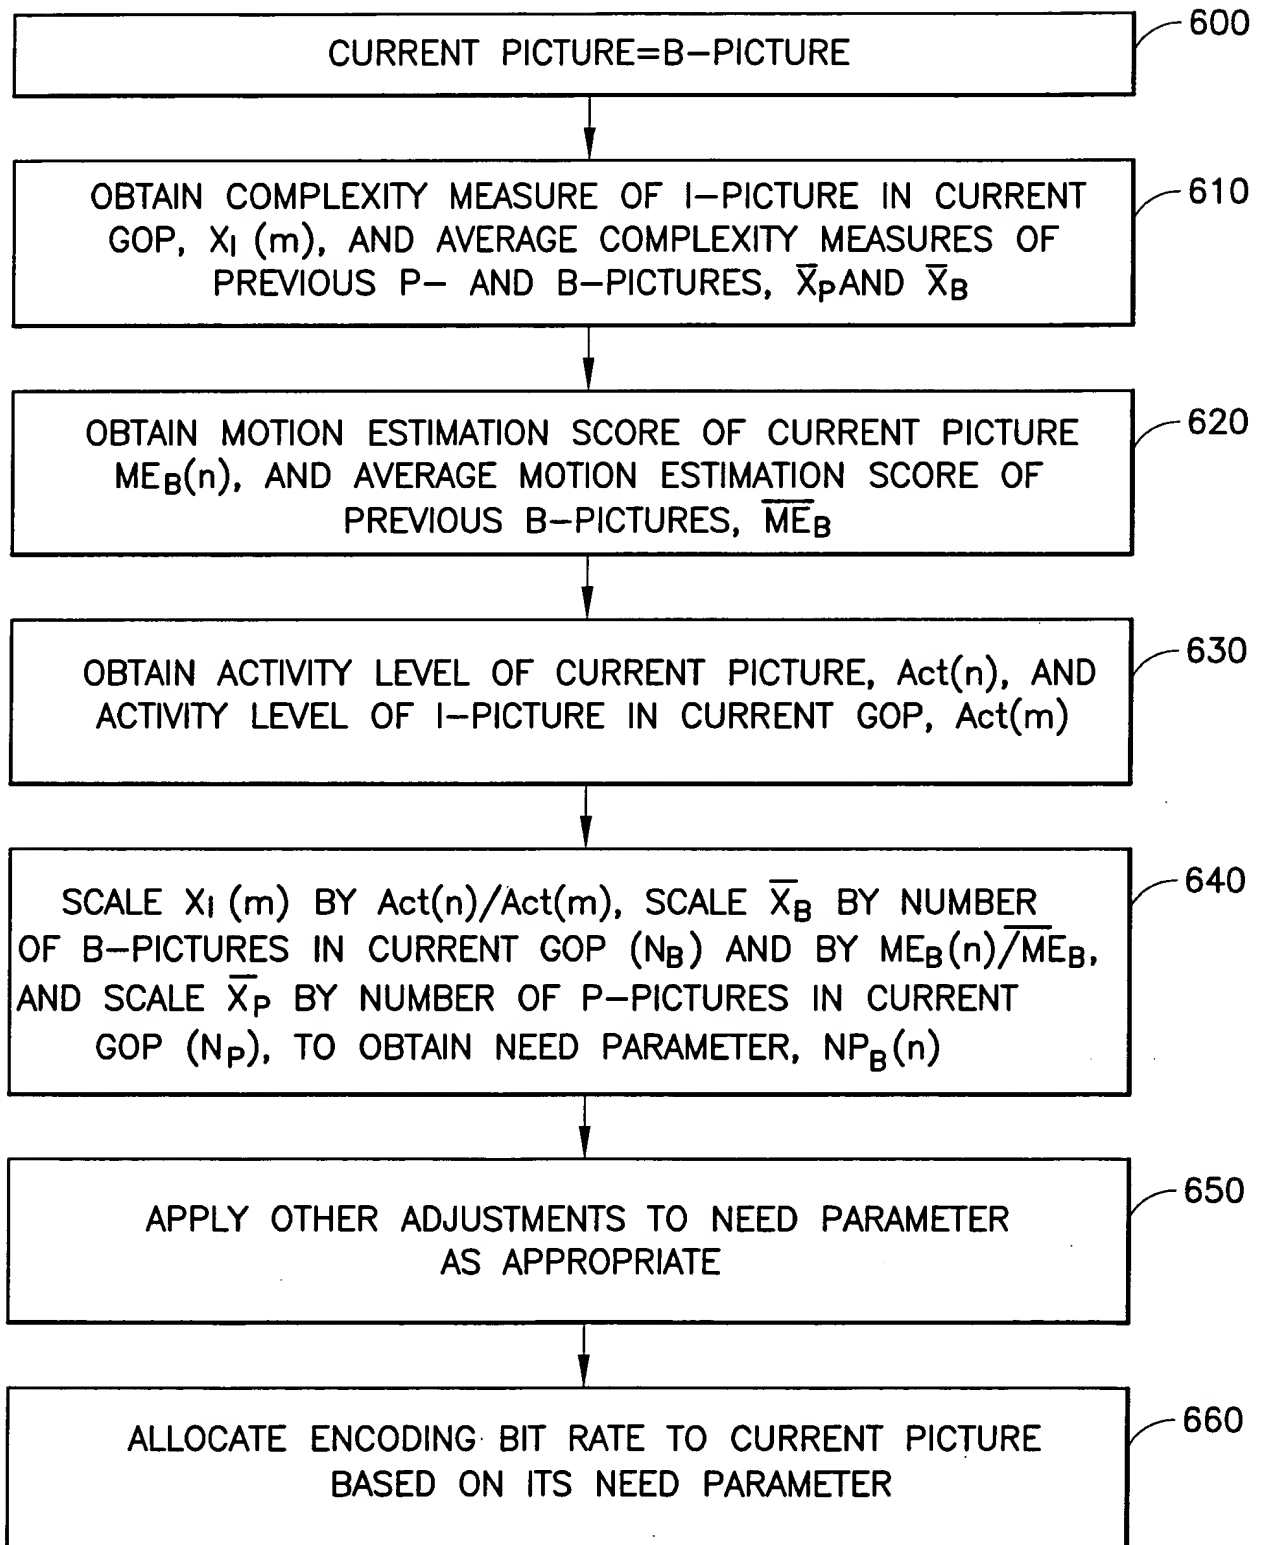 CURRENT PICTURE=B-PICTURE
600
OBTAIN COMPLEXITY MEASURE OF I-PICTURE IN CURRENT
GOP, XI (m), AND AVERAGE COMPLEXITY MEASURES OF
PREVIOUS P- AND B-PICTURES, X̅P AND X̅B
610
OBTAIN MOTION ESTIMATION SCORE OF CURRENT PICTURE
MEB(n), AND AVERAGE MOTION ESTIMATION SCORE OF
PREVIOUS B-PICTURES, M̅E̅B
620
OBTAIN ACTIVITY LEVEL OF CURRENT PICTURE, Act(n), AND
ACTIVITY LEVEL OF I-PICTURE IN CURRENT GOP, Act(m)
630
SCALE XI (m) BY Act(n)/Act(m), SCALE X̅B BY NUMBER
OF B-PICTURES IN CURRENT GOP (NB) AND BY MEB(n)/M̅E̅B,
AND SCALE X̅P BY NUMBER OF P-PICTURES IN CURRENT
GOP (NP), TO OBTAIN NEED PARAMETER, NPB(n)
640
APPLY OTHER ADJUSTMENTS TO NEED PARAMETER
AS APPROPRIATE
650
ALLOCATE ENCODING BIT RATE TO CURRENT PICTURE
BASED ON ITS NEED PARAMETER
660